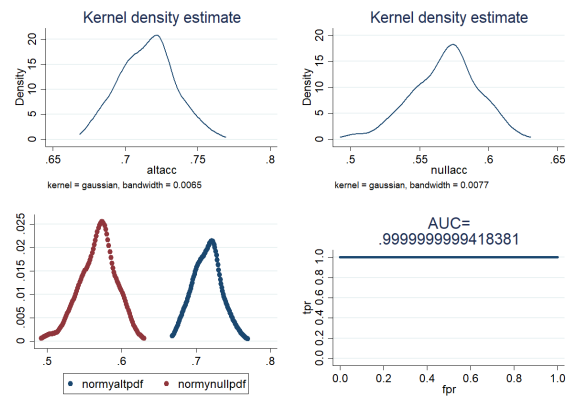 Kernel density estimate
Density
0 5 10 15 20
.65 .7 .75 .8
altacc
kernel = gaussian, bandwidth = 0.0065
Kernel density estimate
Density
0 5 10 15 20
.5 .55 .6 .65
nullacc
kernel = gaussian, bandwidth = 0.0077
0 .005 .01 .015 .02 .025
.5 .6 .7 .8
normyaltpdf normynullpdf
AUC=
.9999999999418381
tpr
0.0 0.2 0.4 0.6 0.8 1.0
0.0 0.2 0.4 0.6 0.8 1.0
fpr